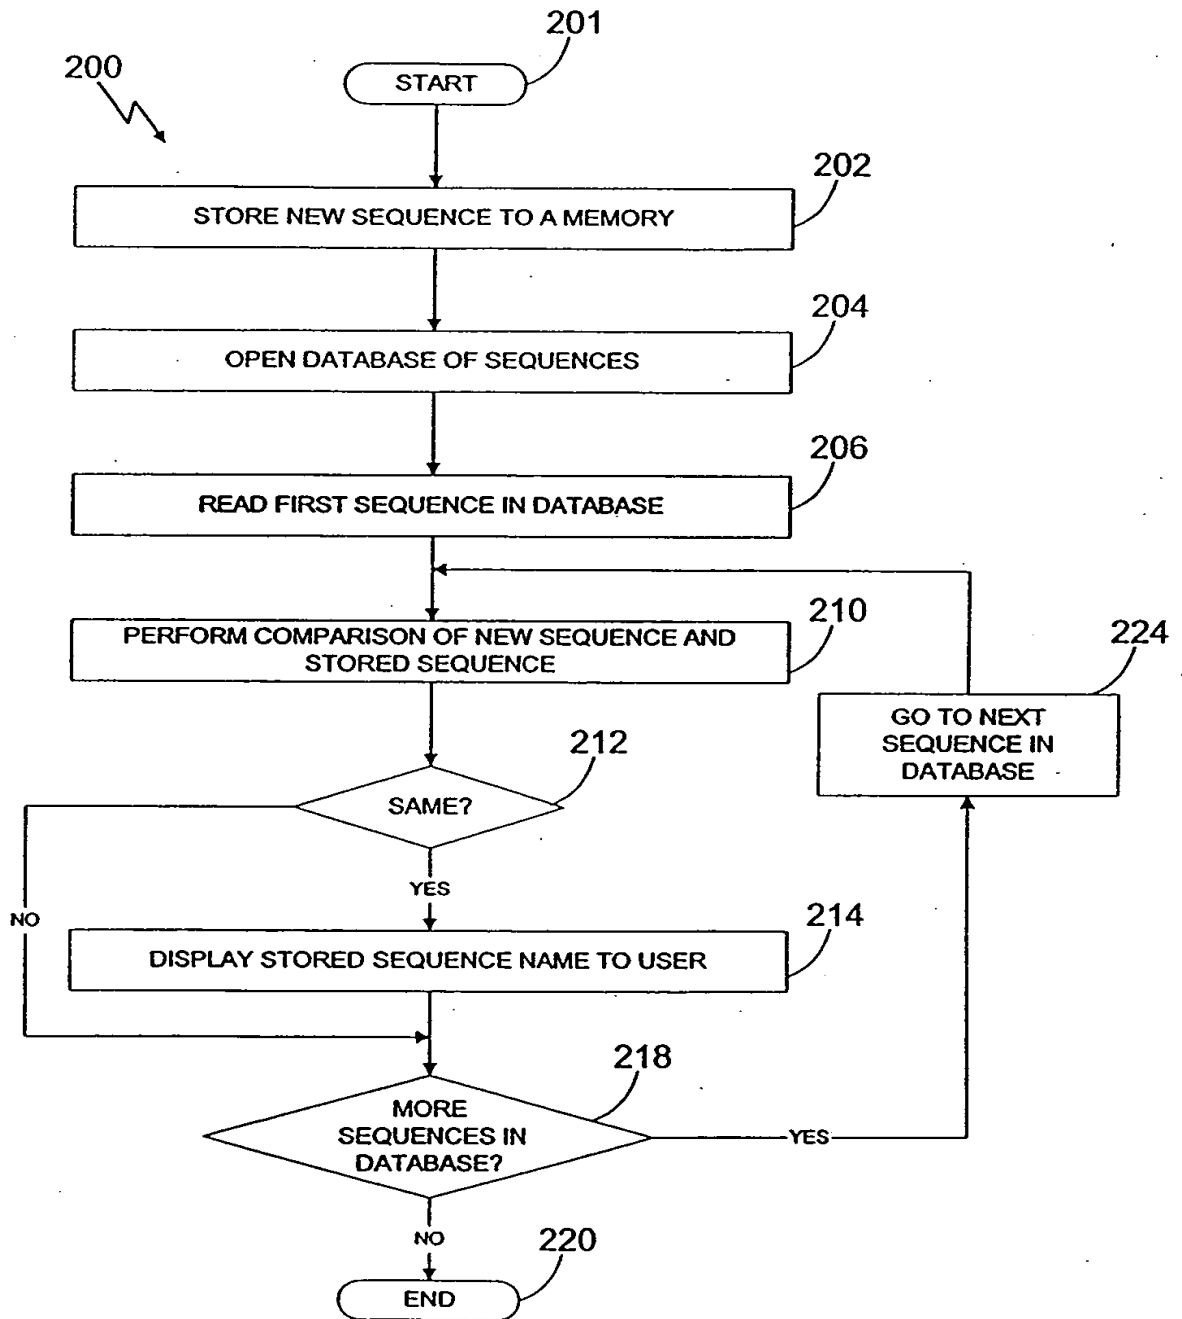 201
200
START
202
STORE NEW SEQUENCE TO A MEMORY
204
OPEN DATABASE OF SEQUENCES
206
READ FIRST SEQUENCE IN DATABASE
210
PERFORM COMPARISON OF NEW SEQUENCE AND
STORED SEQUENCE
224
GO TO NEXT
SEQUENCE IN
DATABASE
212
SAME?
YES
NO
214
DISPLAY STORED SEQUENCE NAME TO USER
218
MORE
SEQUENCES IN
DATABASE?
YES
NO
220
END